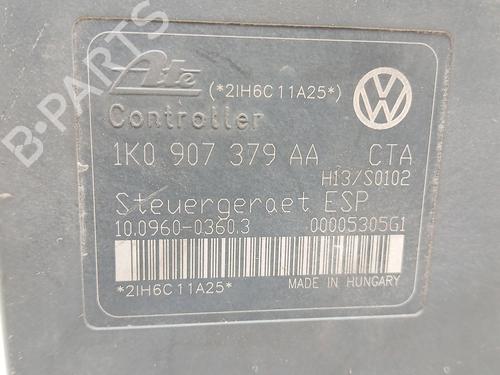 Ate (*2IH6C11A25*)
Controller
1K0 907 379 AA CTA
H13/S0102
Steuergeraet ESP
10.0960-0360.3 00005305G1
*2IH6C11A25* MADE IN HUNGARY
B-PARTS